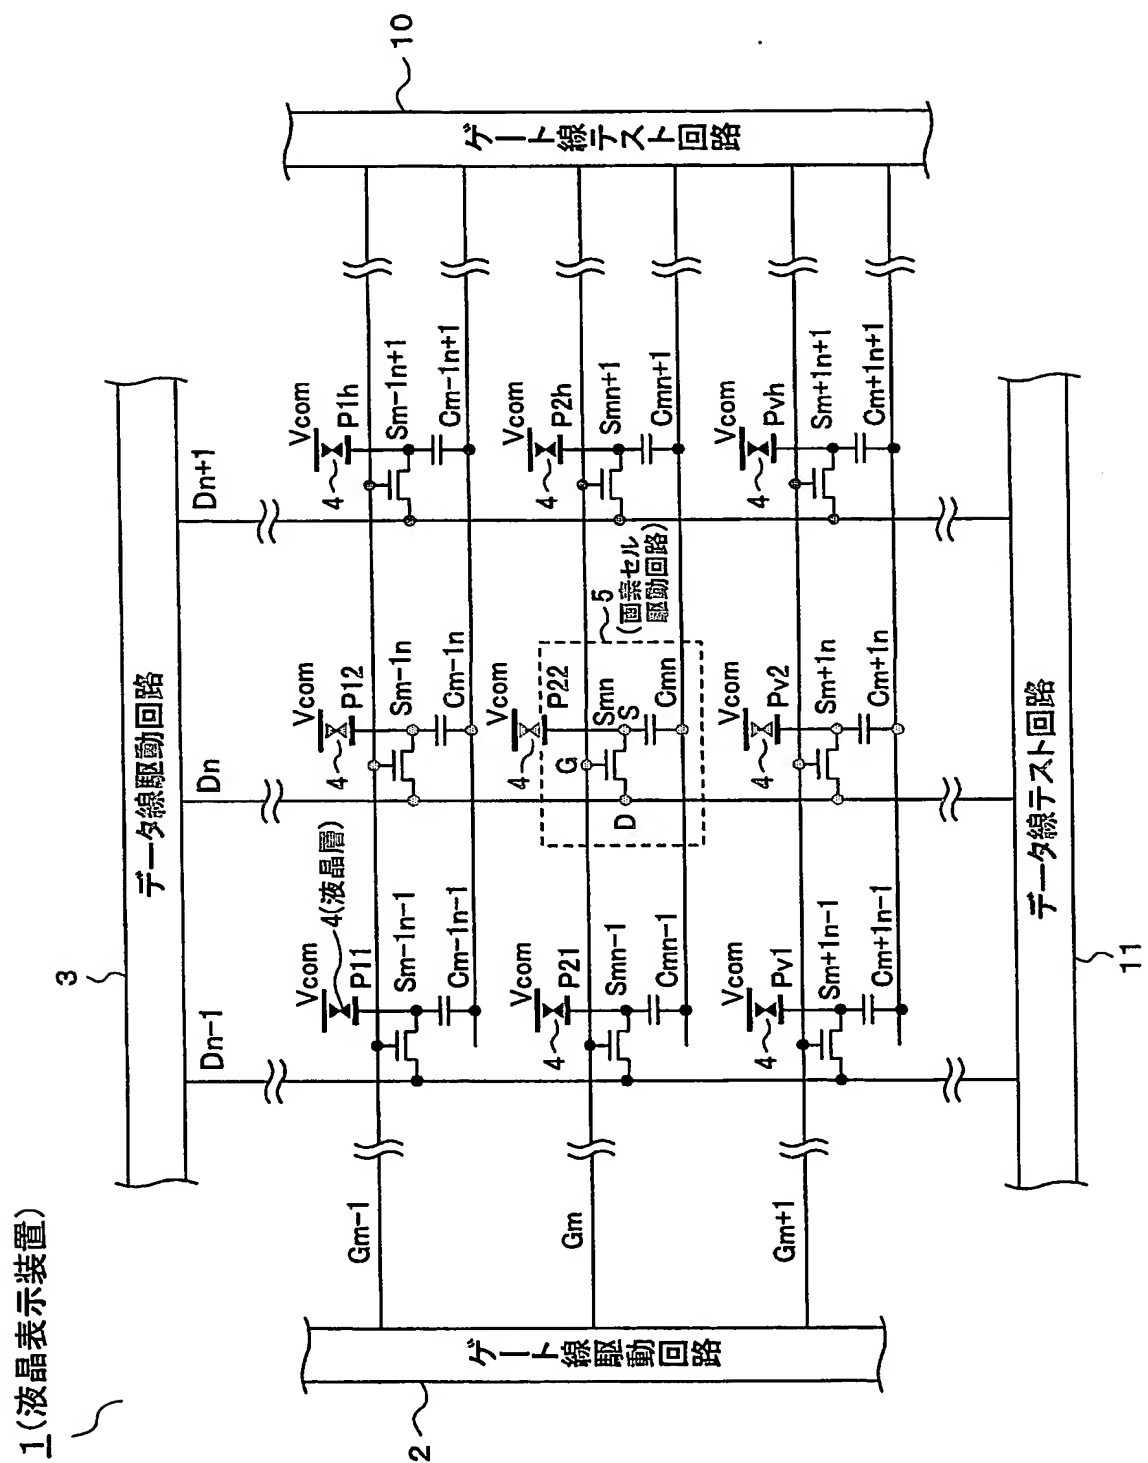 1(液晶表示装置)
3
データ線駆動回路
Dn-1
Dn
Dn+1
Vcom
P11
4(液晶層)
Sm-1n-1
Cm-1n-1
Vcom
P12
4
Sm-1n
Cm-1n
Vcom
P1h
4
Sm-1n+1
Cm-1n+1
Gm-1
Vcom
P21
4
Smn-1
Cmn-1
Vcom
P22
4
G
D
Smn
S
Cmn
5
(画素セル
駆動回路)
Vcom
P2h
4
Smn+1
Cmn+1
Gm
Vcom
Pv1
4
Sm+1n-1
Cm+1n-1
Vcom
Pv2
4
Sm+1n
Cm+1n
Vcom
Pvh
4
Sm+1n+1
Cm+1n+1
Gm+1
2
ゲート線駆動回路
10
ゲート線テスト回路
11
データ線テスト回路